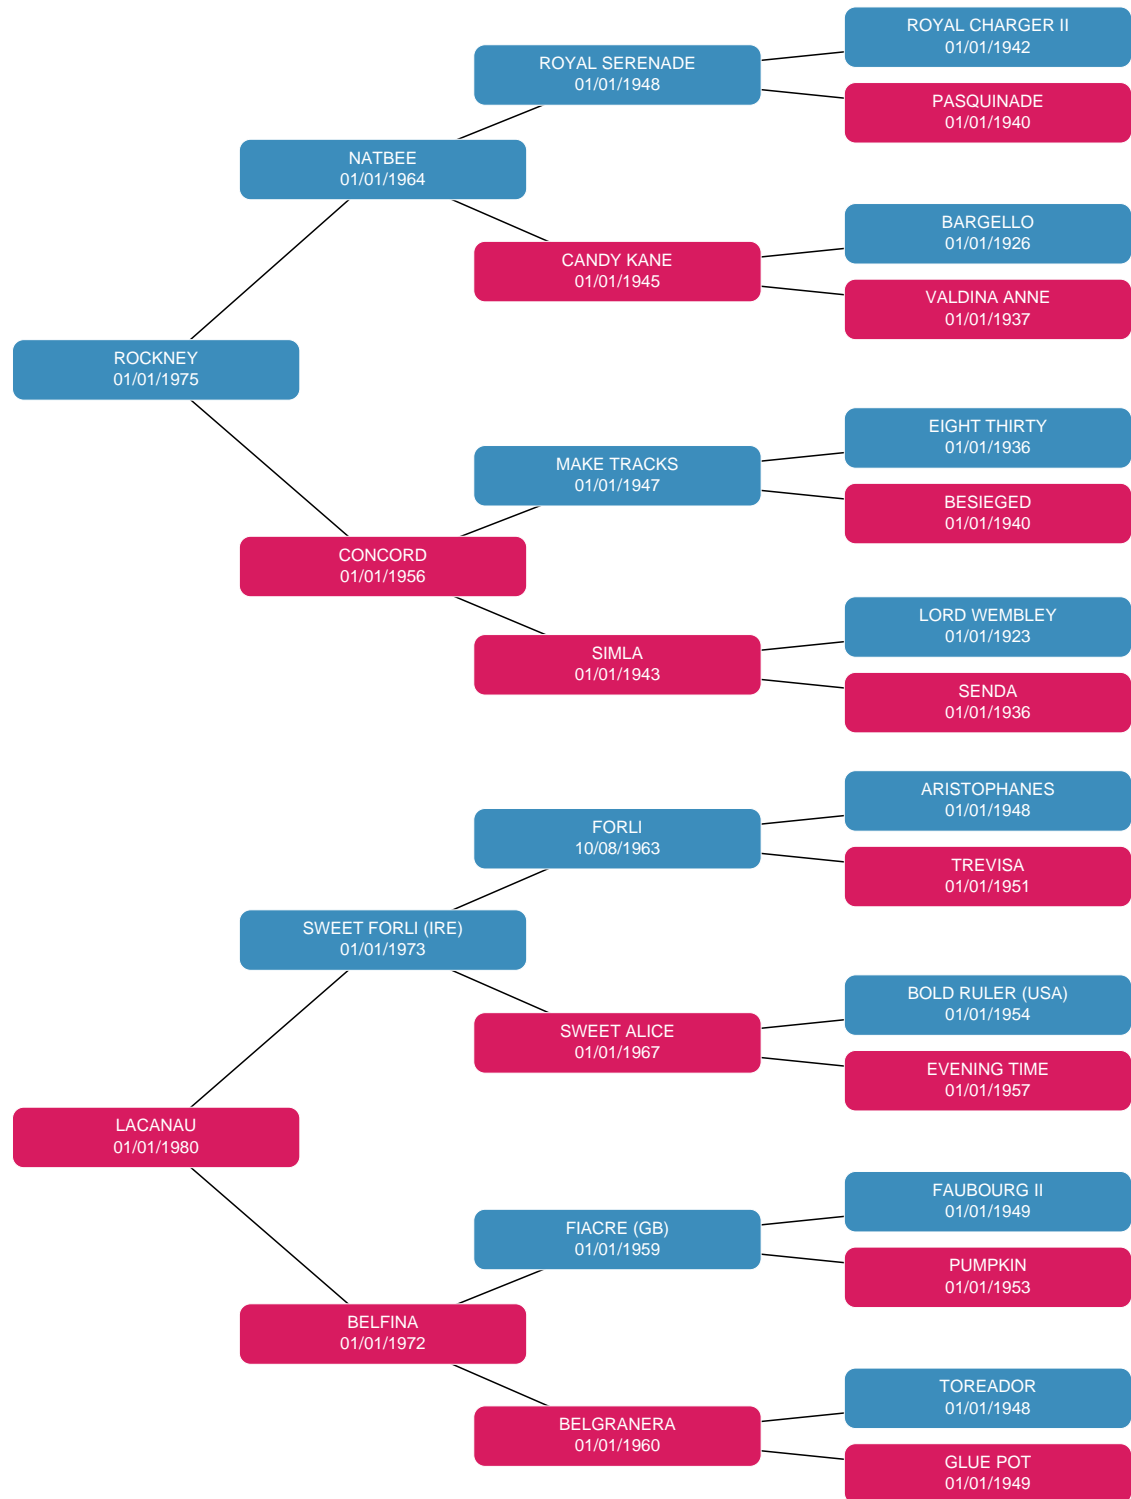 ROYAL CHARGER II
01/01/1942
ROYAL SERENADE
01/01/1948
PASQUINADE
01/01/1940
NATBEE
01/01/1964
BARGELLO
01/01/1926
CANDY KANE
01/01/1945
VALDINA ANNE
01/01/1937
ROCKNEY
01/01/1975
EIGHT THIRTY
01/01/1936
MAKE TRACKS
01/01/1947
BESIEGED
01/01/1940
CONCORD
01/01/1956
LORD WEMBLEY
01/01/1923
SIMLA
01/01/1943
SENDA
01/01/1936
ARISTOPHANES
01/01/1948
FORLI
10/08/1963
TREVISA
01/01/1951
SWEET FORLI (IRE)
01/01/1973
BOLD RULER (USA)
01/01/1954
SWEET ALICE
01/01/1967
EVENING TIME
01/01/1957
LACANAU
01/01/1980
FAUBOURG II
01/01/1949
FIACRE (GB)
01/01/1959
PUMPKIN
01/01/1953
BELFINA
01/01/1972
TOREADOR
01/01/1948
BELGRANERA
01/01/1960
GLUE POT
01/01/1949